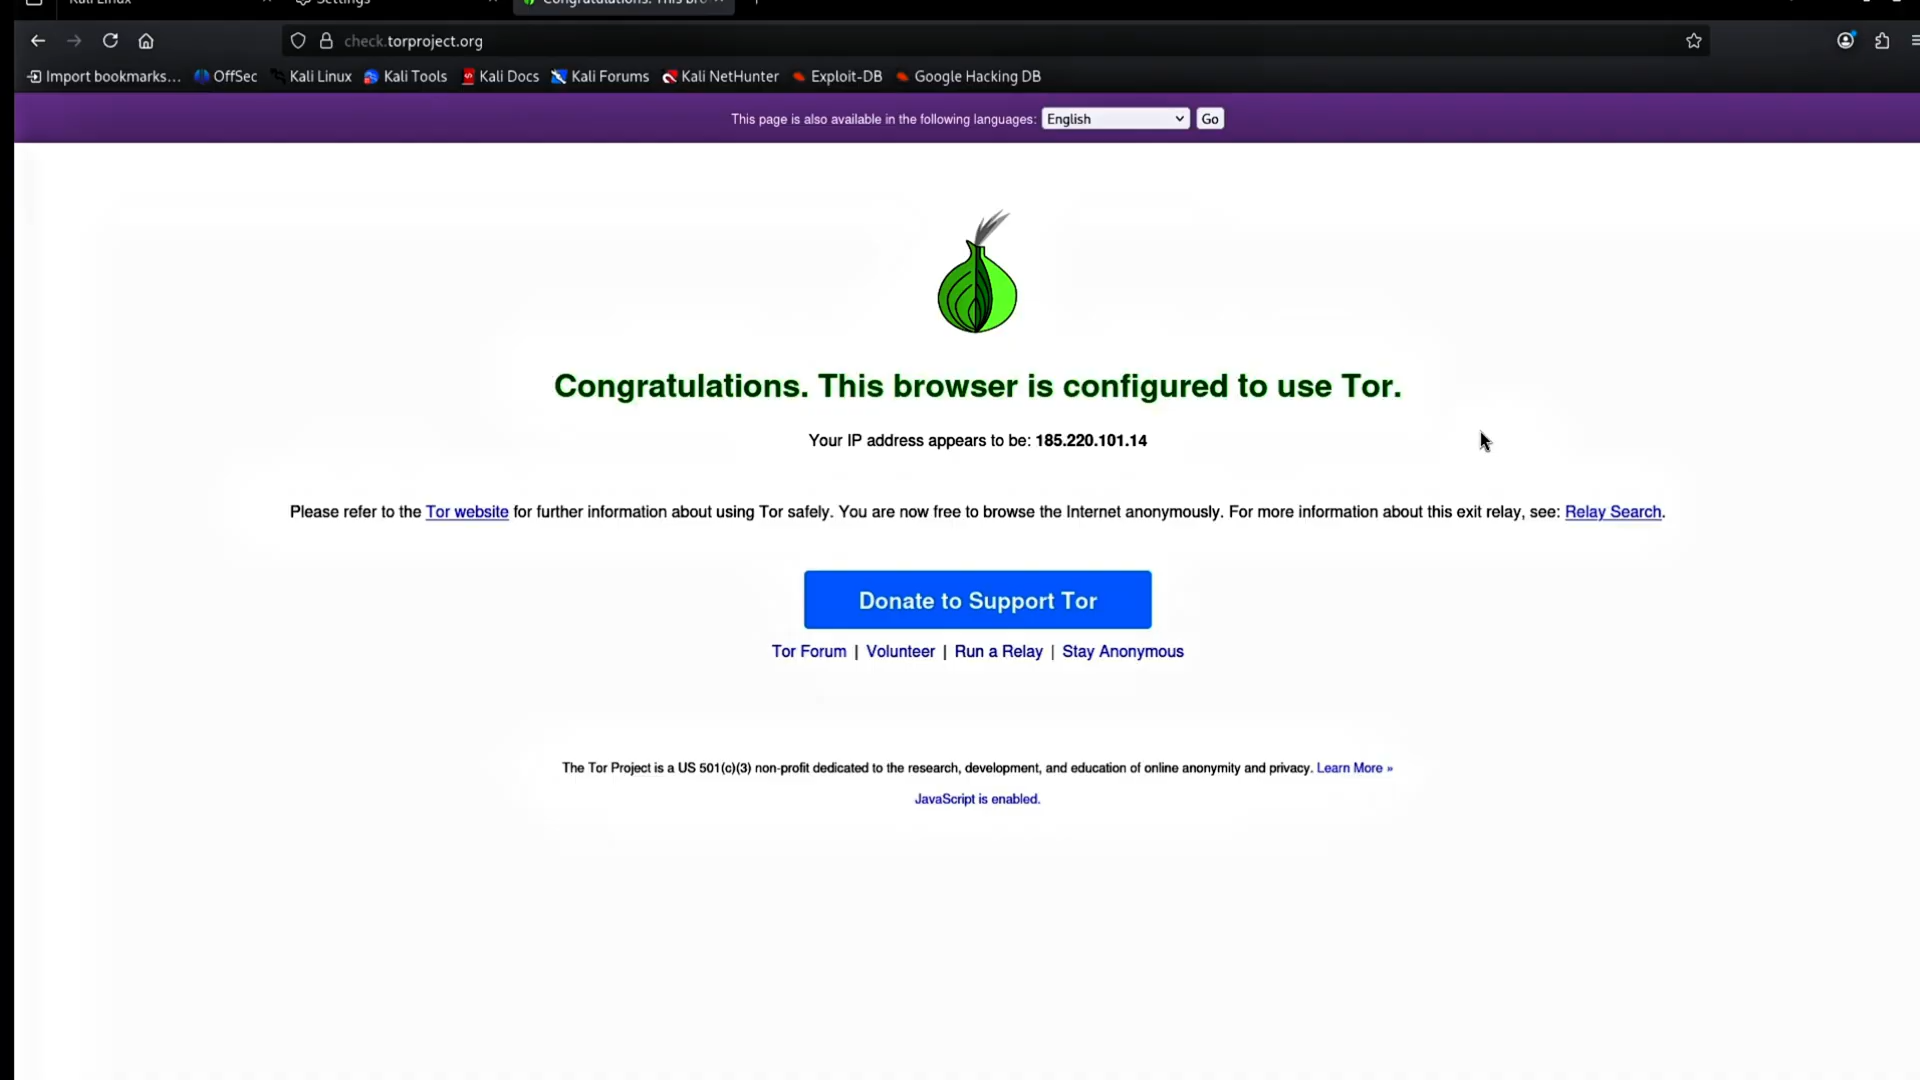 Kali Linux
Settings
Congratulations. This bro
check.torproject.org
Import bookmarks...
OffSec
Kali Linux
Kali Tools
Kali Docs
Kali Forums
Kali NetHunter
Exploit-DB
Google Hacking DB
This page is also available in the following languages: English Go
Congratulations. This browser is configured to use Tor.
Your IP address appears to be: 185.220.101.14
Please refer to the Tor website for further information about using Tor safely. You are now free to browse the Internet anonymously. For more information about this exit relay, see: Relay Search.
Donate to Support Tor
Tor Forum | Volunteer | Run a Relay | Stay Anonymous
The Tor Project is a US 501(c)(3) non-profit dedicated to the research, development, and education of online anonymity and privacy. Learn More »
JavaScript is enabled.